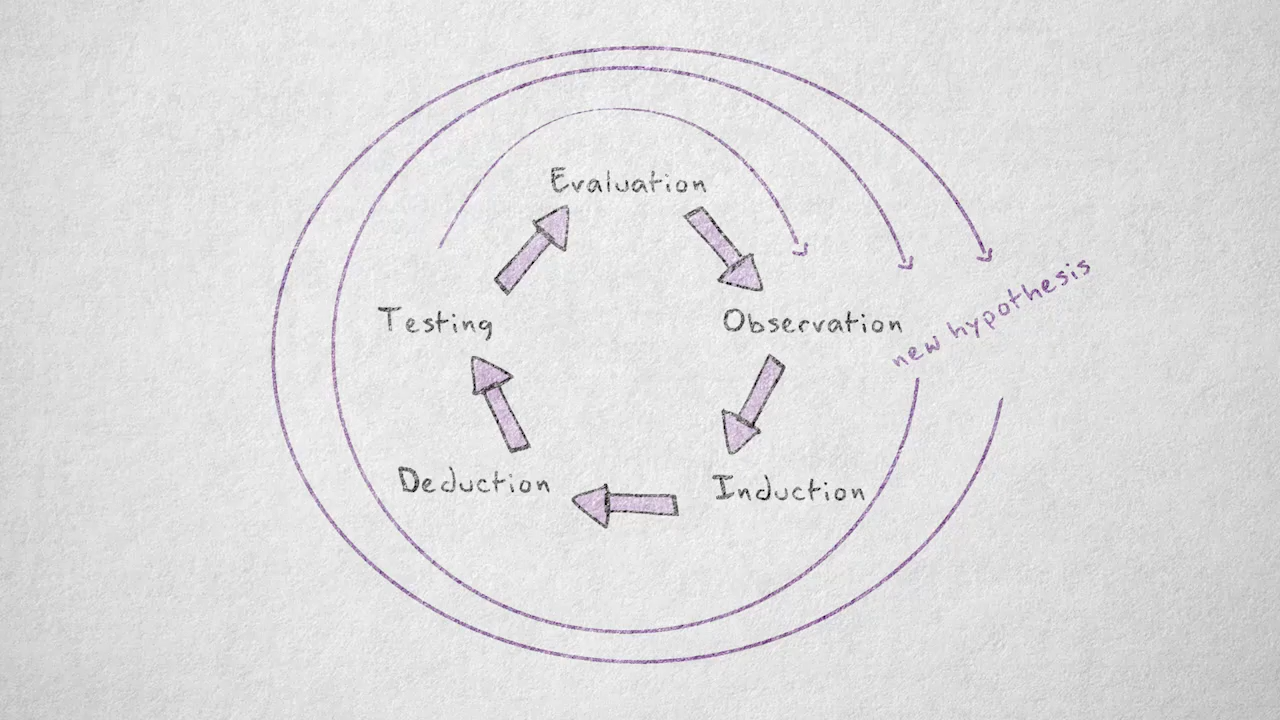 Evaluation
Testing
Observation
new hypothesis
Deduction
Induction